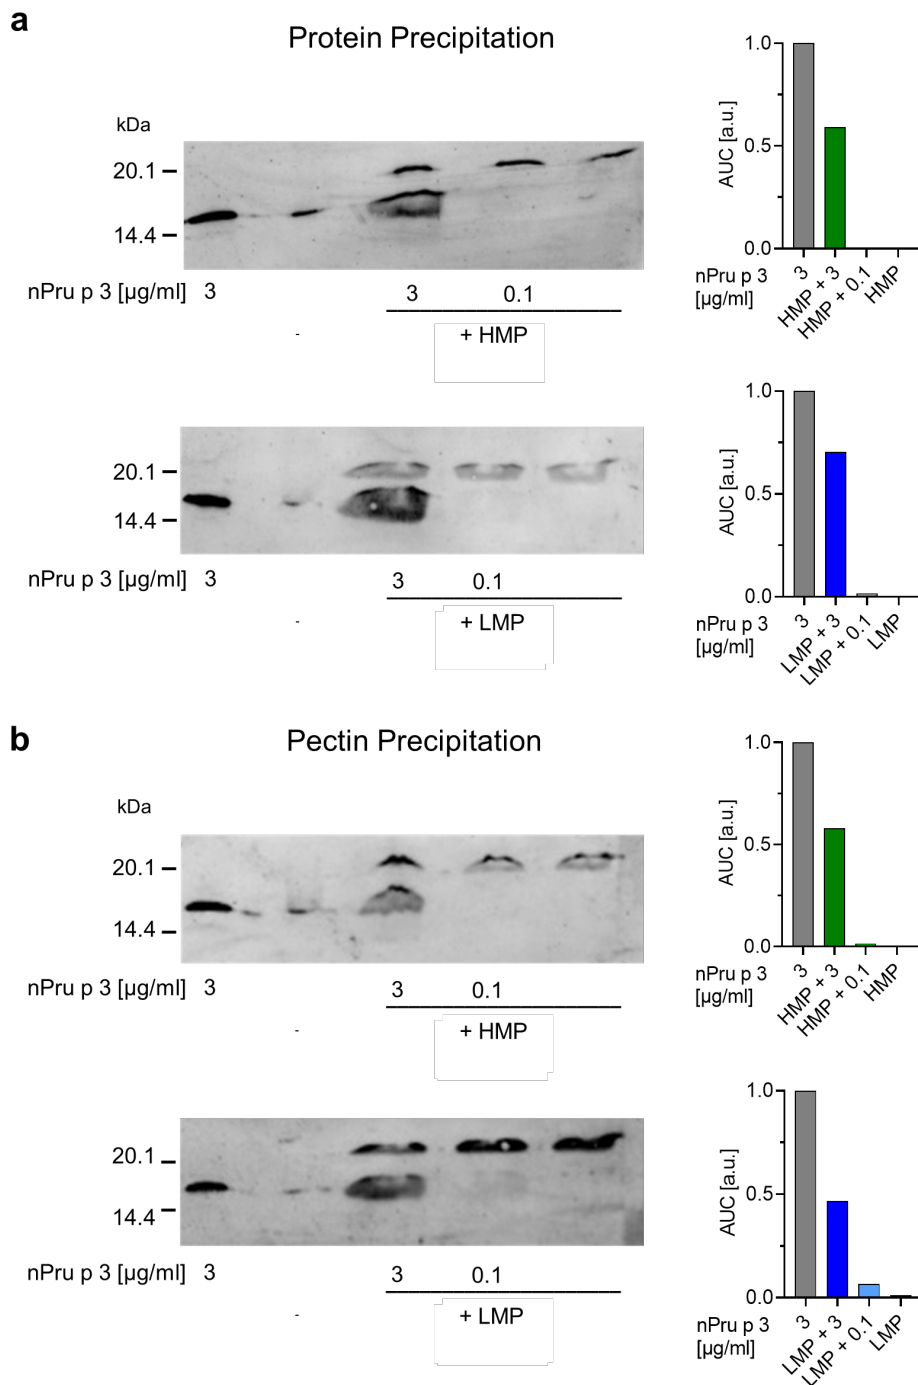 a
Protein Precipitation
kDa
20.1
14.4
nPru p 3 [µg/ml] 3 3 0.1
-
+ HMP
AUC [a.u.]
1.0
0.5
0.0
nPru p 3
[µg/ml]
3
HMP + 3
HMP + 0.1
HMP
20.1
14.4
nPru p 3 [µg/ml] 3 3 0.1
-
+ LMP
AUC [a.u.]
1.0
0.5
0.0
nPru p 3
[µg/ml]
3
LMP + 3
LMP + 0.1
LMP
b
Pectin Precipitation
kDa
20.1
14.4
nPru p 3 [µg/ml] 3 3 0.1
-
+ HMP
AUC [a.u.]
1.0
0.5
0.0
nPru p 3
[µg/ml]
3
HMP + 3
HMP + 0.1
HMP
20.1
14.4
nPru p 3 [µg/ml] 3 3 0.1
-
+ LMP
AUC [a.u.]
1.0
0.5
0.0
nPru p 3
[µg/ml]
3
LMP + 3
LMP + 0.1
LMP